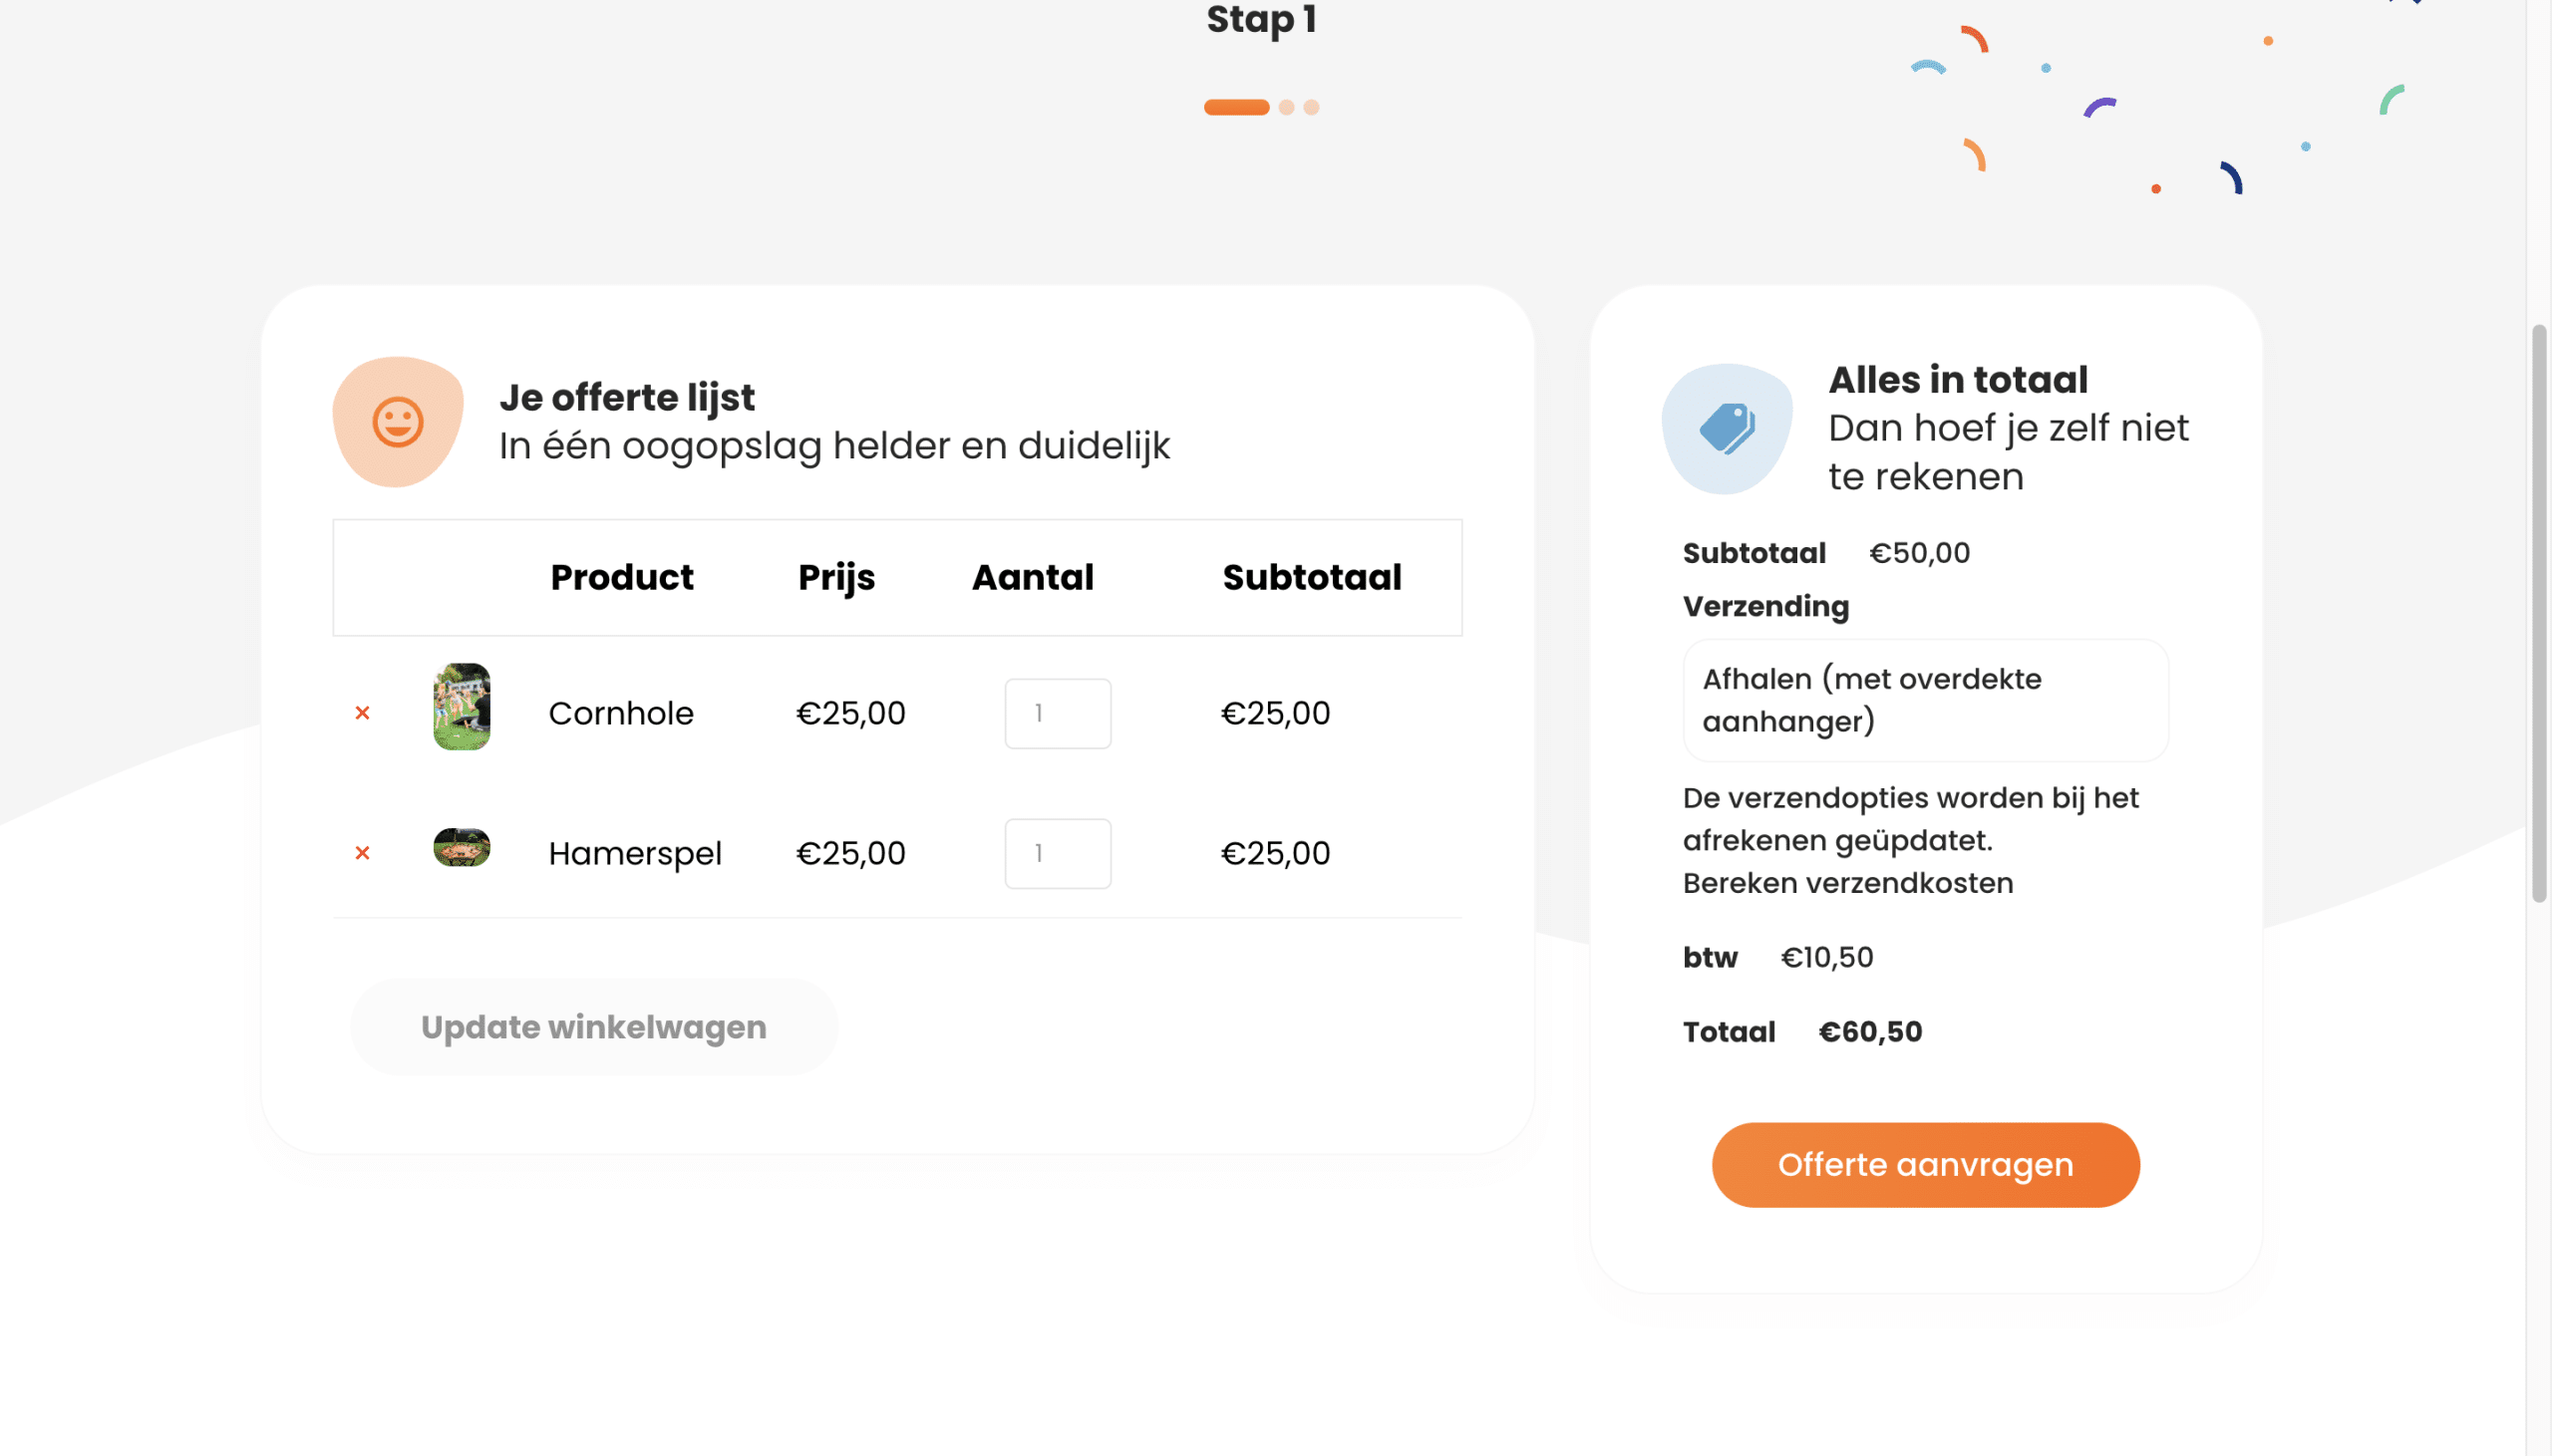 Stap 1
Je offerte lijst
In één oogopslag helder en duidelijk
Product Prijs Aantal Subtotaal
× Cornhole €25,00 1 €25,00
× Hamerspel €25,00 1 €25,00
Update winkelwagen
Alles in totaal
Dan hoef je zelf niet
te rekenen
Subtotaal €50,00
Verzending
Afhalen (met overdekte
aanhanger)
De verzendopties worden bij het
afrekenen geüpdatet.
Bereken verzendkosten
btw €10,50
Totaal €60,50
Offerte aanvragen